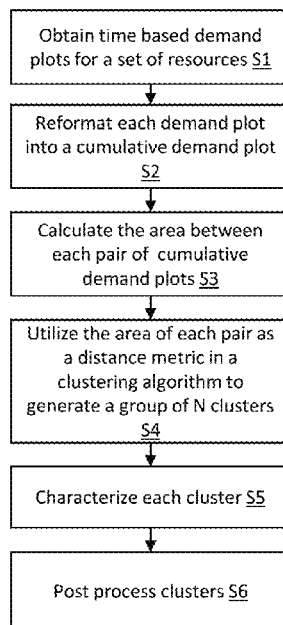 Obtain time based demand
plots for a set of resources S1
Reformat each demand plot
into a cumulative demand plot
S2
Calculate the area between
each pair of cumulative
demand plots S3
Utilize the area of each pair as
a distance metric in a
clustering algorithm to
generate a group of N clusters
S4
Characterize each cluster S5
Post process clusters S6